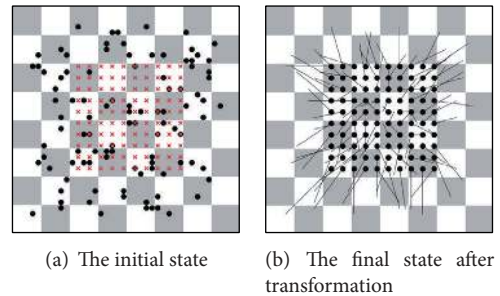 (a) The initial state
(b) The final state after
transformation